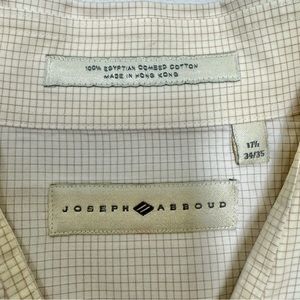 100% EGYPTIAN COMBED COTTON
MADE IN HONG KONG
17½
34/35
JOSEPH ABBOUD